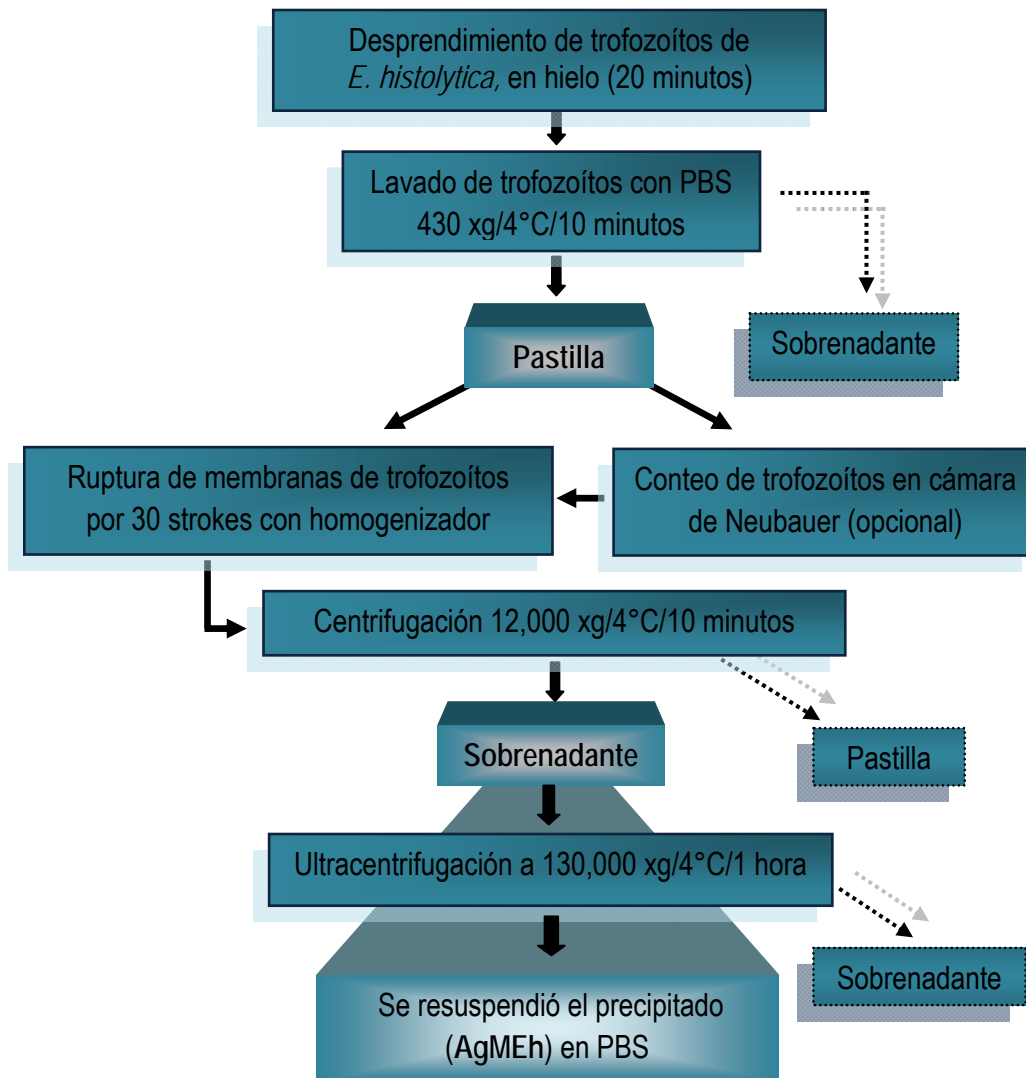 Desprendimiento de trofozoítos de
E. histolytica, en hielo (20 minutos)
Lavado de trofozoítos con PBS
430 xg/4°C/10 minutos
Sobrenadante
Pastilla
Ruptura de membranas de trofozoítos
por 30 strokes con homogenizador
Conteo de trofozoítos en cámara
de Neubauer (opcional)
Centrifugación 12,000 xg/4°C/10 minutos
Sobrenadante
Pastilla
Ultracentrifugación a 130,000 xg/4°C/1 hora
Sobrenadante
Se resuspendió el precipitado
(AgMEh) en PBS